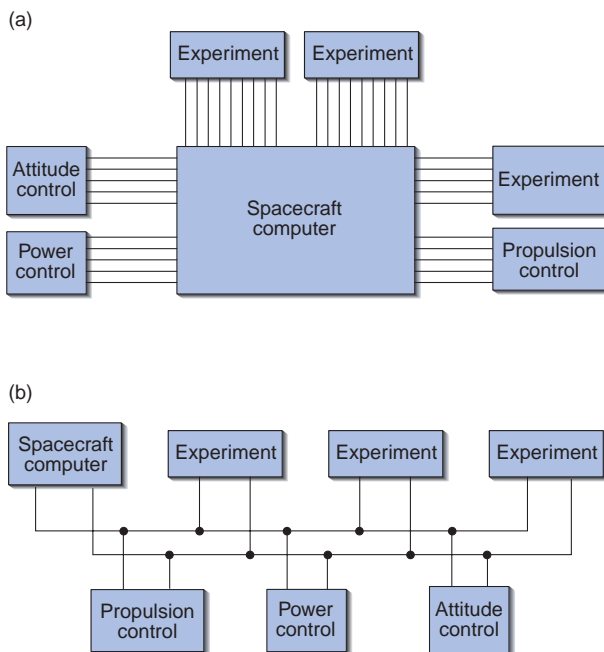 (a)
Experiment
Experiment
Attitude
control
Spacecraft
computer
Experiment
Power
control
Propulsion
control
(b)
Spacecraft
computer
Experiment
Experiment
Experiment
Propulsion
control
Power
control
Attitude
control